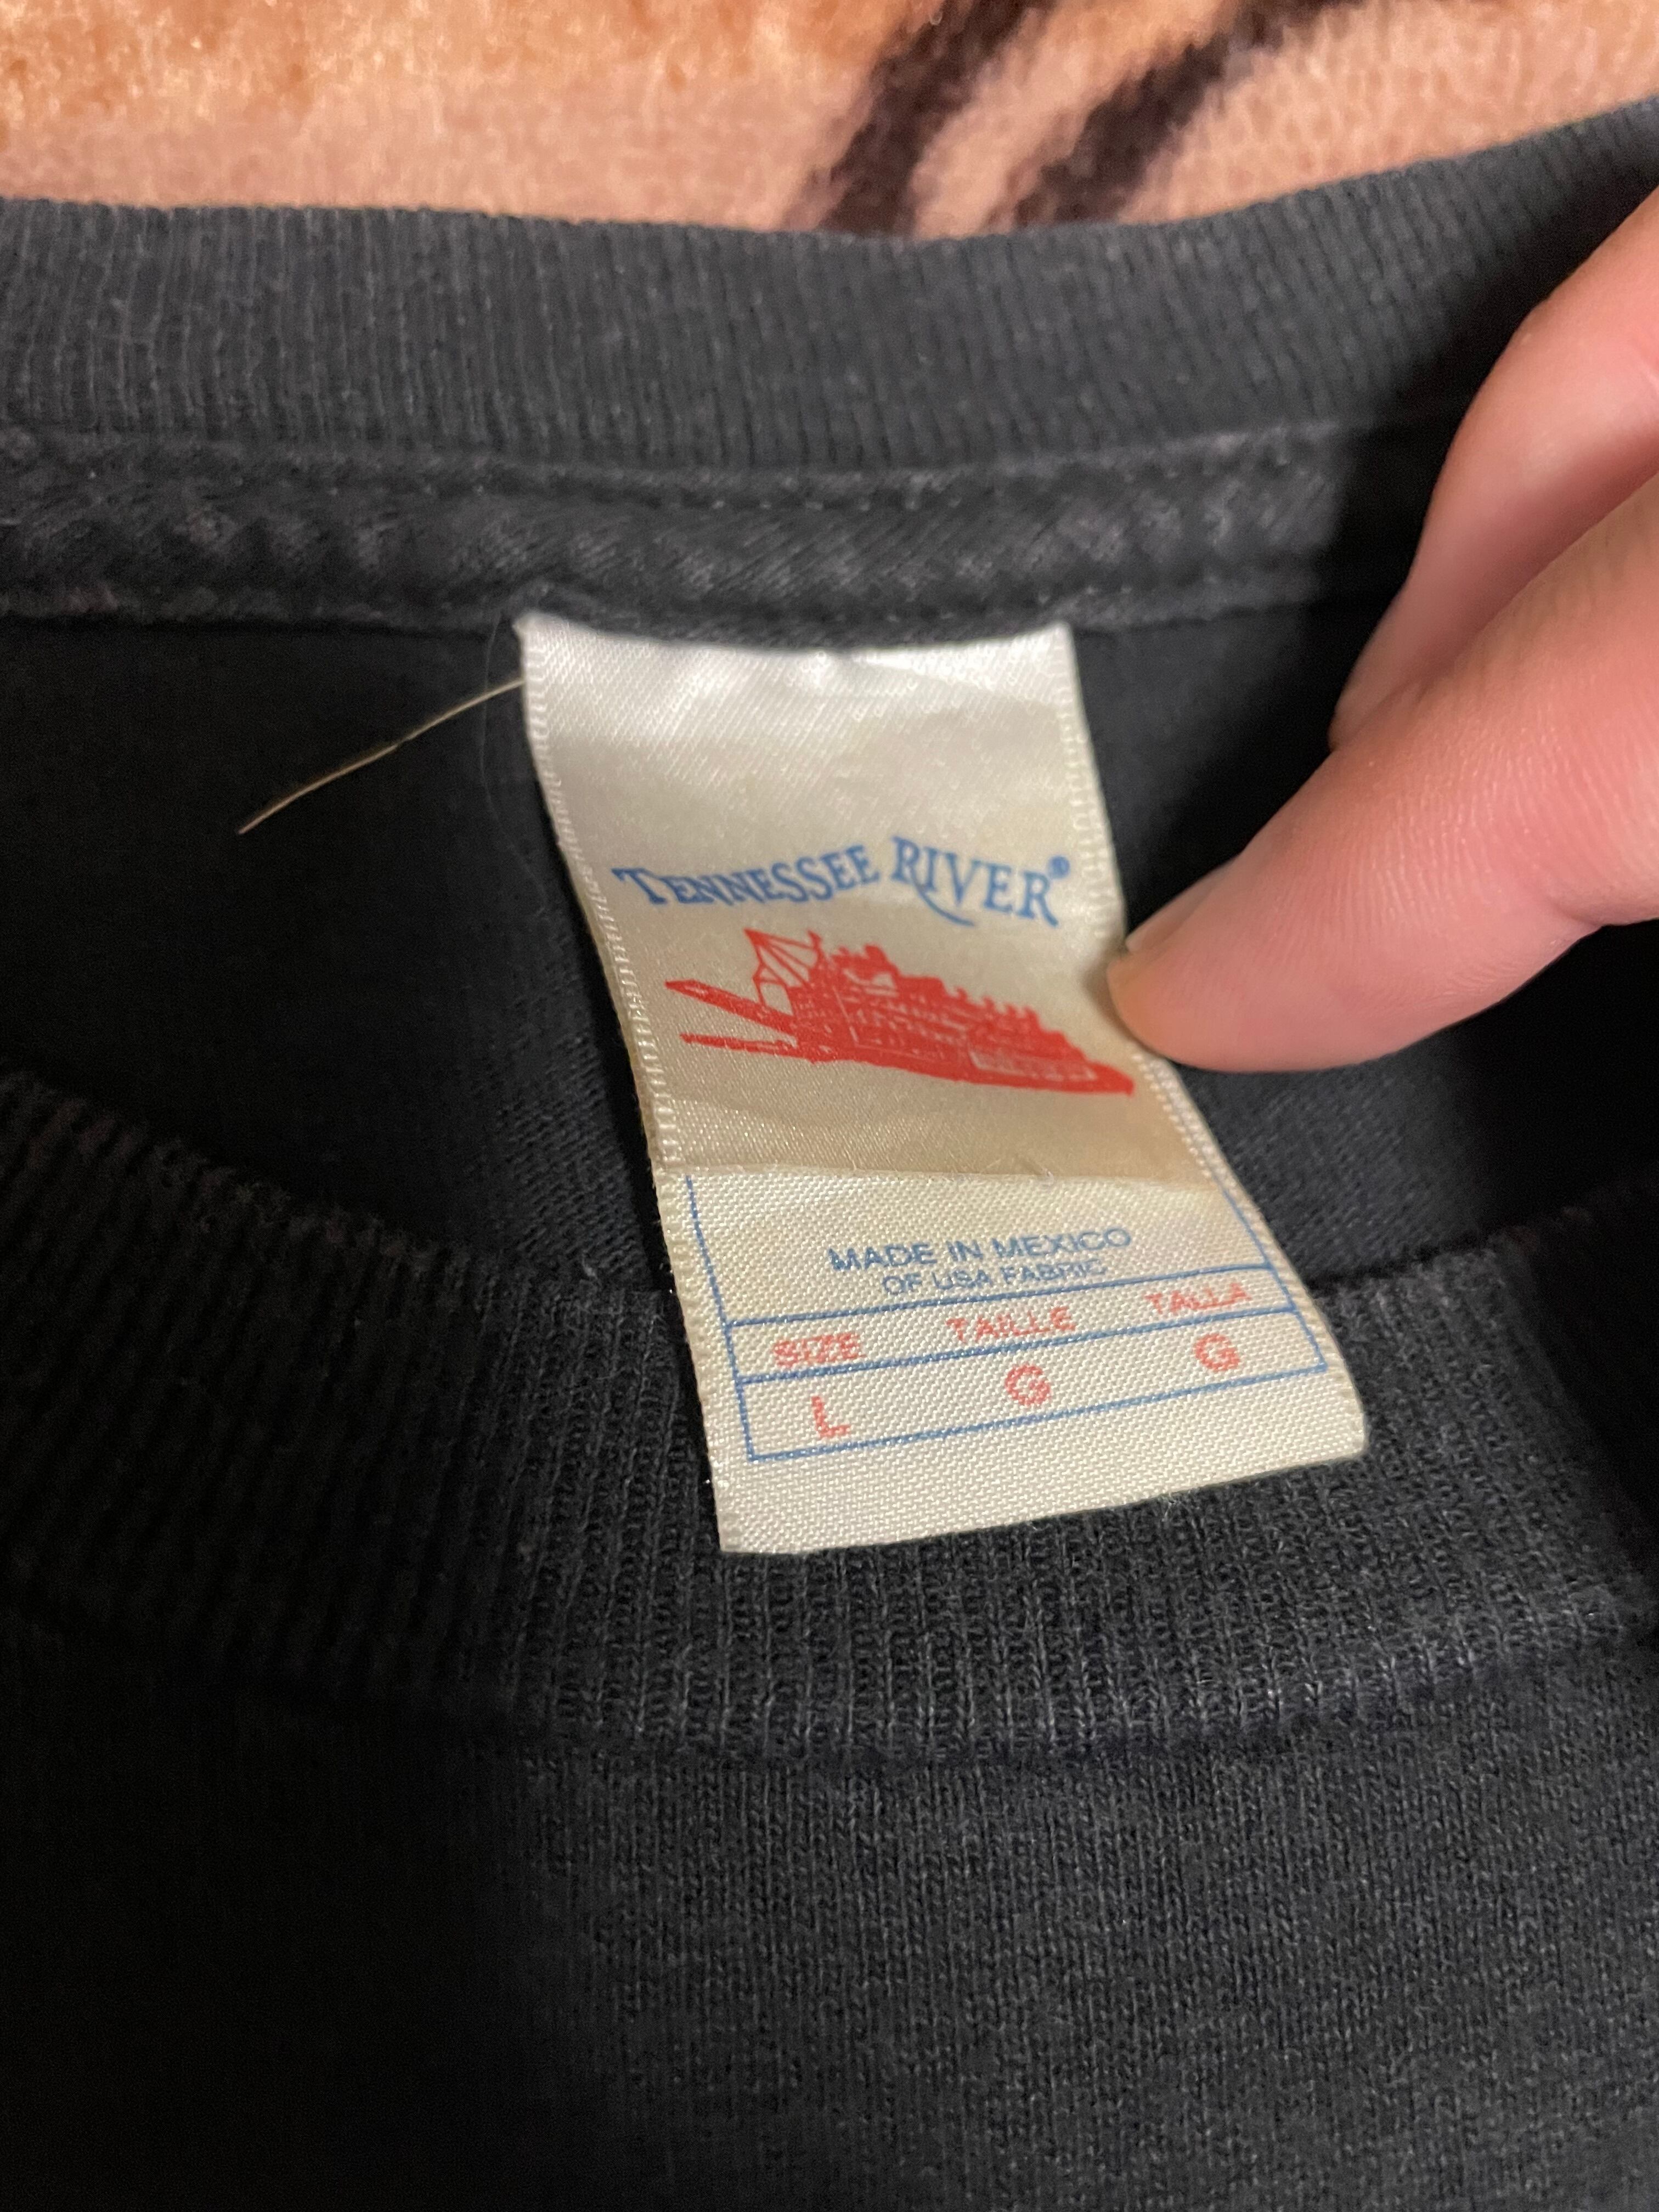 TENNESSEE RIVER®
MADE IN MEXICO
OF USA FABRIC
SIZE TAILLE TALLA
L G G